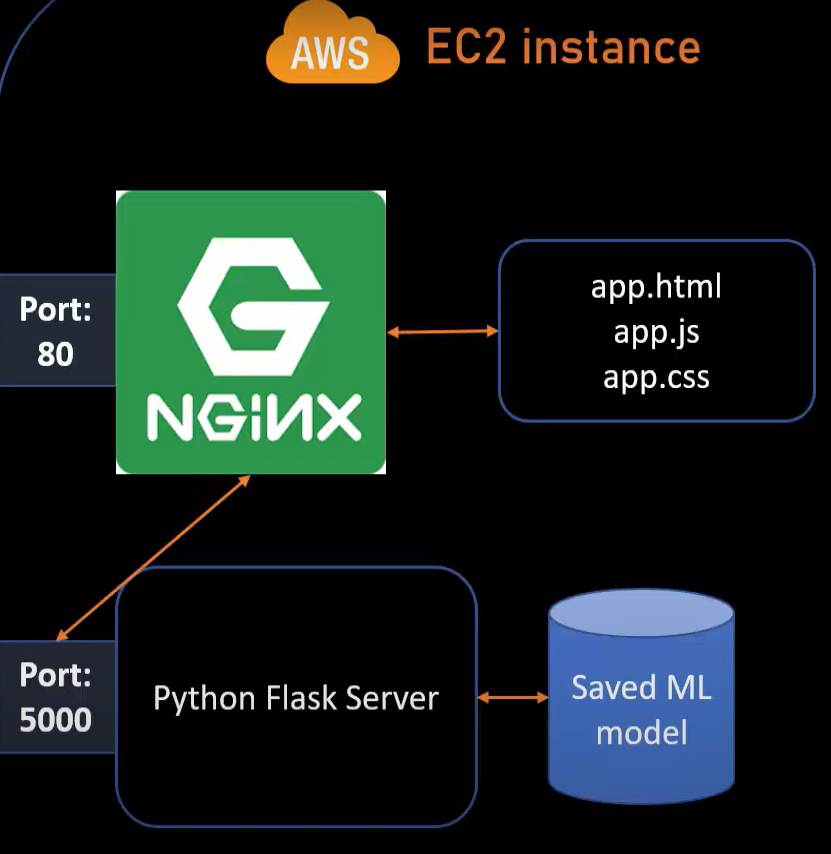 AWS EC2 instance
Port:
80
NGiNX
app.html
app.js
app.css
Port:
5000
Python Flask Server
Saved ML
model